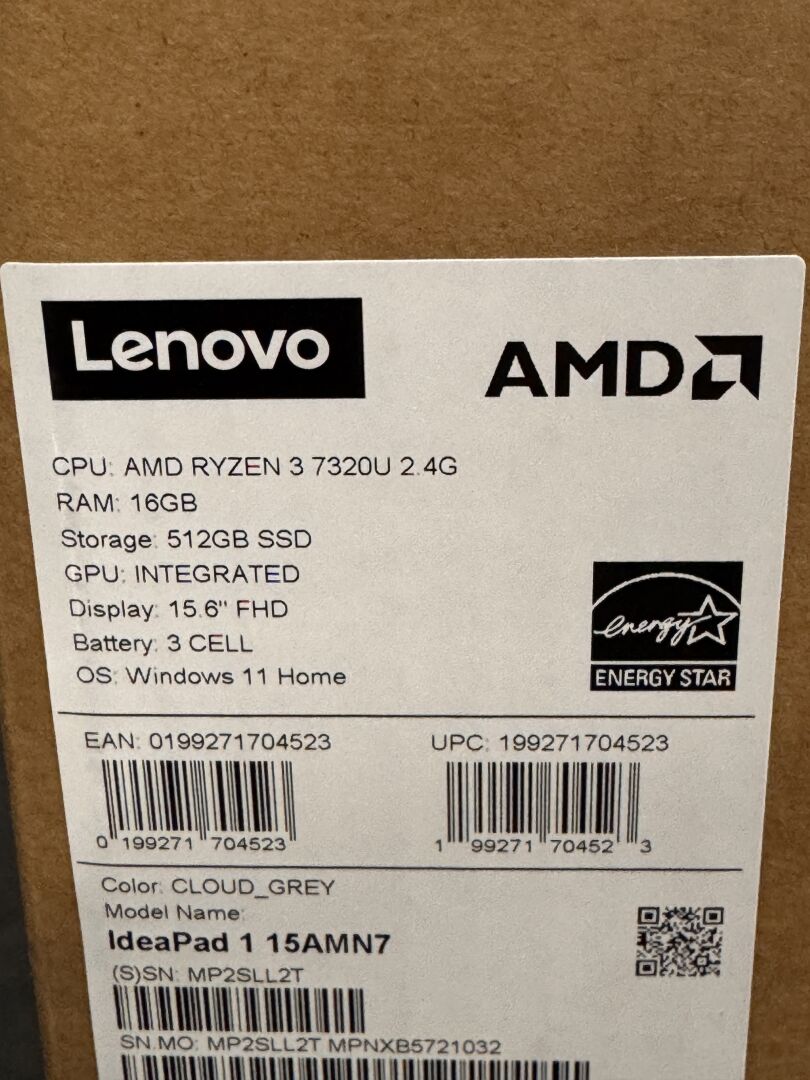 Lenovo
AMD
CPU: AMD RYZEN 3 7320U 2.4G
RAM: 16GB
Storage: 512GB SSD
GPU: INTEGRATED
Display: 15.6" FHD
Battery: 3 CELL
OS: Windows 11 Home
energy
ENERGY STAR
EAN: 0199271704523
UPC: 199271704523
0 199271 704523
1 99271 70452 3
Color: CLOUD_GREY
Model Name:
IdeaPad 1 15AMN7
(S)SN: MP2SLL2T
SN.MO: MP2SLL2T MPNXB5721032